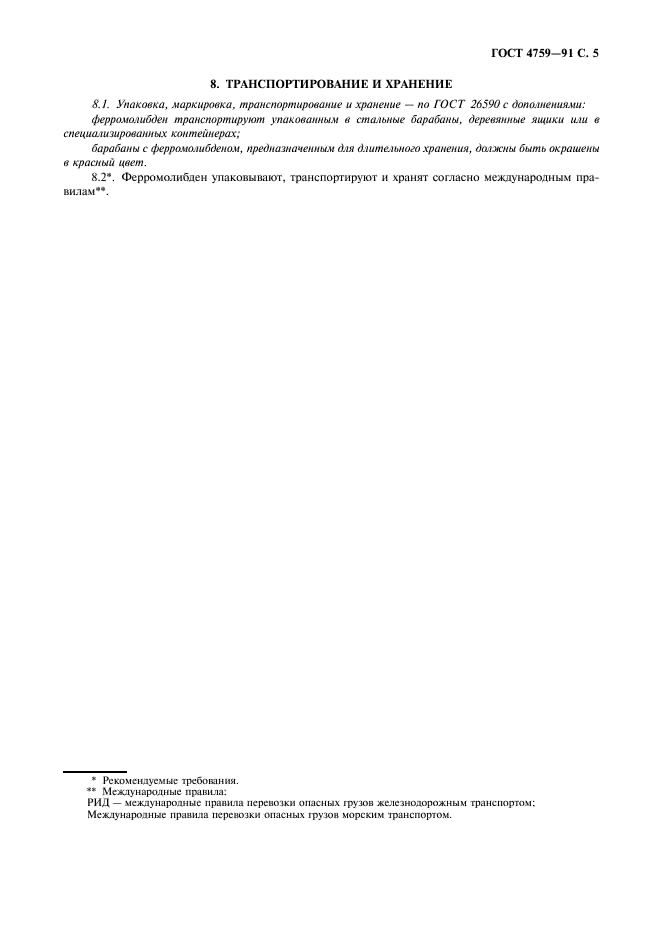 ГОСТ 4759—91 С. 5
8. ТРАНСПОРТИРОВАНИЕ И ХРАНЕНИЕ
8.1. Упаковка, маркировка, транспортирование и хранение — по ГОСТ 26590 с дополнениями:
ферромолибден транспортируют упакованным в стальные барабаны, деревянные ящики или в
специализированных контейнерах;
барабаны с ферромолибденом, предназначенным для длительного хранения, должны быть окрашены
в красный цвет.
8.2*. Ферромолибден упаковывают, транспортируют и хранят согласно международным пра-
вилам**.
* Рекомендуемые требования.
** Международные правила:
РИД — международные правила перевозки опасных грузов железнодорожным транспортом;
Международные правила перевозки опасных грузов морским транспортом.